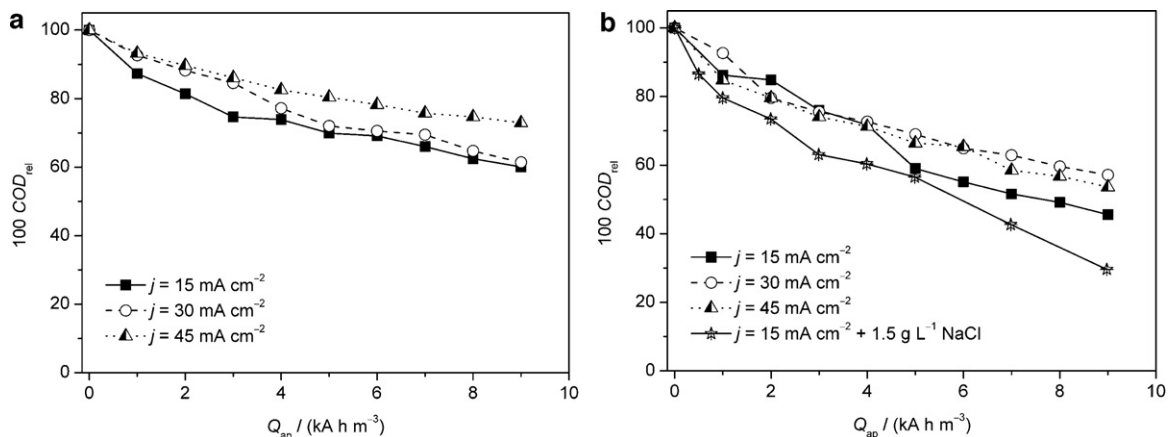 a
100 COD_rel
100
80
60
40
20
0
j = 15 mA cm⁻²
j = 30 mA cm⁻²
j = 45 mA cm⁻²
0 2 4 6 8 10
Q_ap / (kA h m⁻³)
b
100 COD_rel
100
80
60
40
20
0
j = 15 mA cm⁻²
j = 30 mA cm⁻²
j = 45 mA cm⁻²
j = 15 mA cm⁻² + 1.5 g L⁻¹ NaCl
0 2 4 6 8 10
Q_ap / (kA h m⁻³)